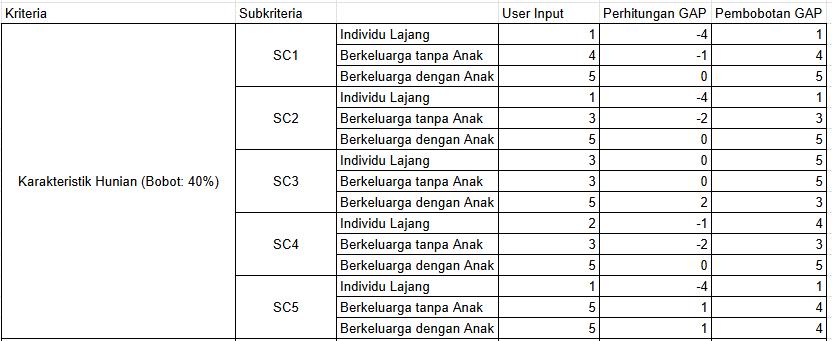 Kriteria Subkriteria User Input Perhitungan GAP Pembobotan GAP
Individu Lajang 1 -4 1
SC1 Berkeluarga tanpa Anak 4 -1 4
Berkeluarga dengan Anak 5 0 5
Individu Lajang 1 -4 1
SC2 Berkeluarga tanpa Anak 3 -2 3
Berkeluarga dengan Anak 5 0 5
Individu Lajang 3 0 5
Karakteristik Hunian (Bobot: 40%) SC3 Berkeluarga tanpa Anak 3 0 5
Berkeluarga dengan Anak 5 2 3
Individu Lajang 2 -1 4
SC4 Berkeluarga tanpa Anak 3 -2 3
Berkeluarga dengan Anak 5 0 5
Individu Lajang 1 -4 1
SC5 Berkeluarga tanpa Anak 5 1 4
Berkeluarga dengan Anak 5 1 4